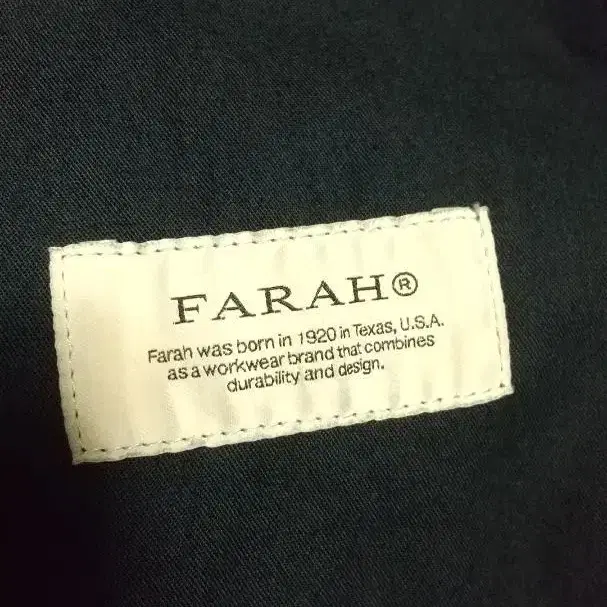 FARAH®
Farah was born in 1920 in Texas, U.S.A.
as a workwear brand that combines
durability and design.